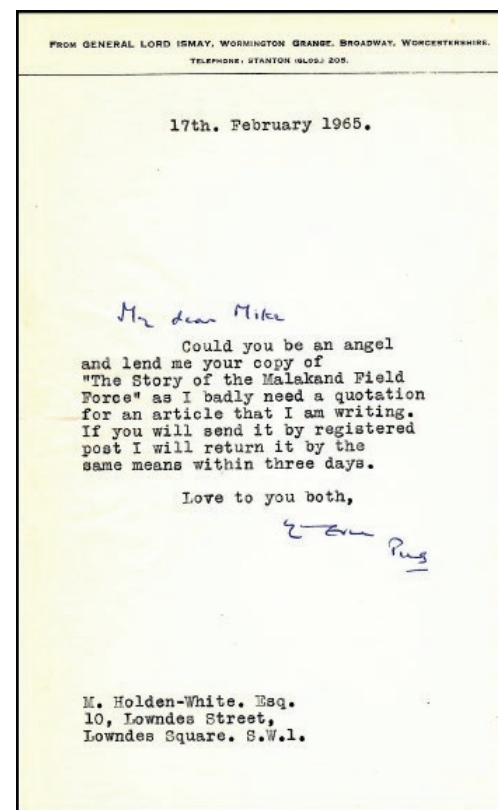 FROM GENERAL LORD ISMAY, WORMINGTON GRANGE, BROADWAY, WORCESTERSHIRE.
TELEPHONE: STANTON (GLOS.) 205.
17th. February 1965.
My dear Mike
Could you be an angel
and lend me your copy of
"The Story of the Malakand Field
Force" as I badly need a quotation
for an article that I am writing.
If you will send it by registered
post I will return it by the
same means within three days.
Love to you both,
Ever
Pug
M. Holden-White. Esq.
10, Lowndes Street,
Lowndes Square. S.W.1.